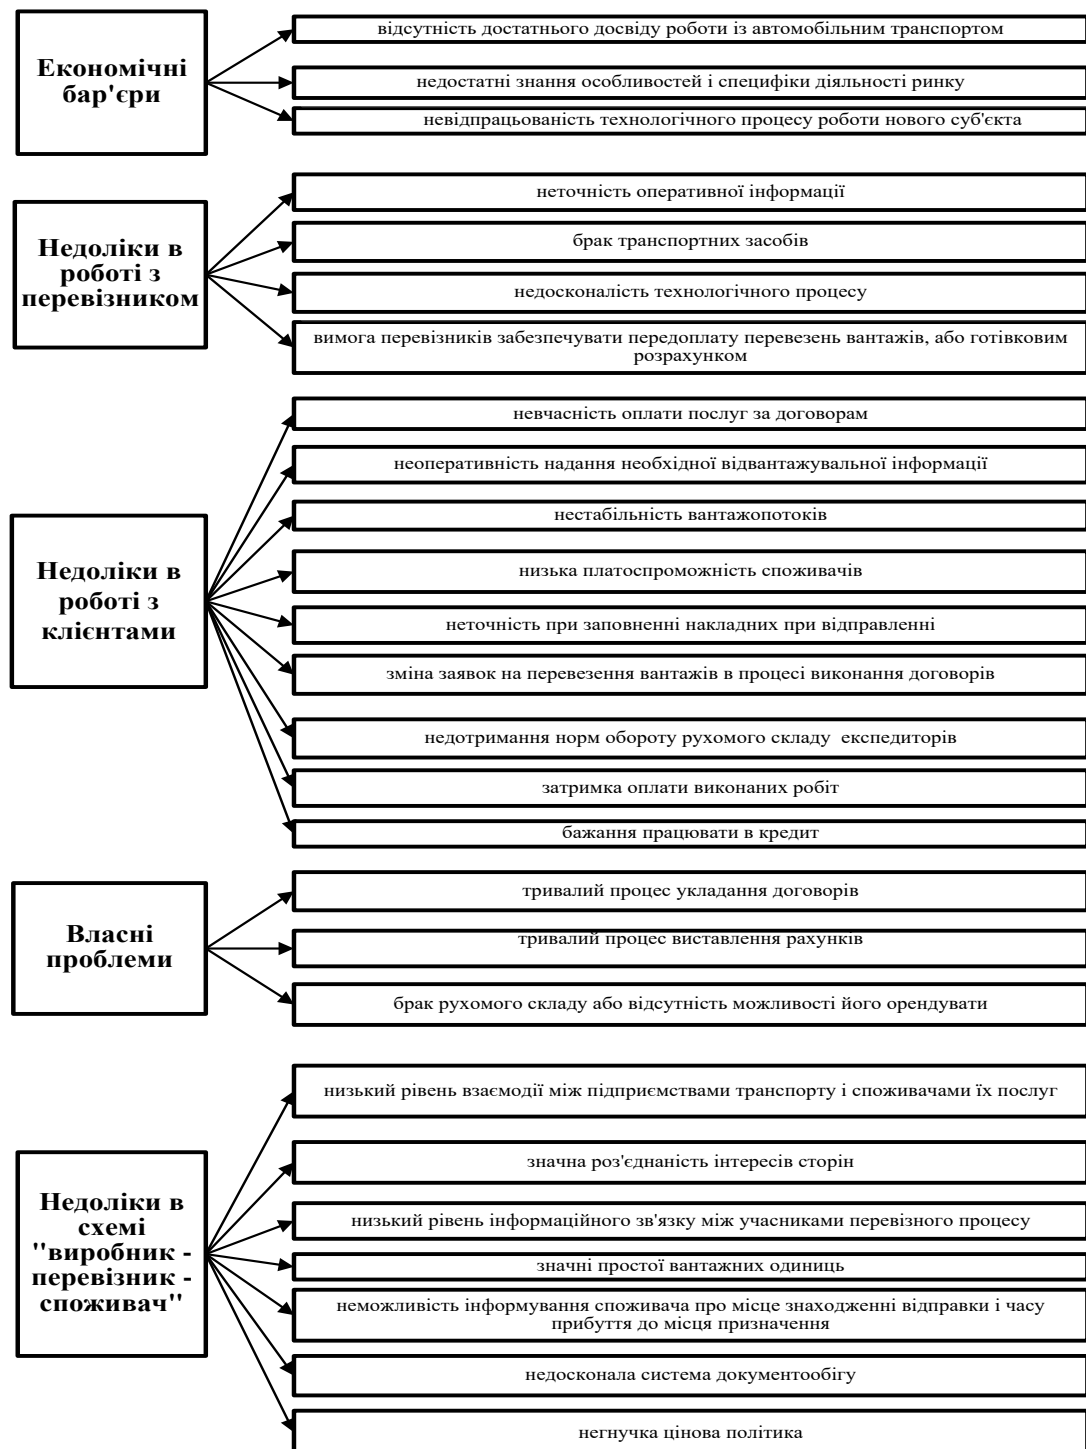 Економічні
бар'єри
відсутність достатнього досвіду роботи із автомобільним транспортом
недостатні знання особливостей і специфіки діяльності ринку
невідпрацьованість технологічного процесу роботи нового суб'єкта
Недоліки в
роботі з
перевізником
неточність оперативної інформації
брак транспортних засобів
недосконалість технологічного процесу
вимога перевізників забезпечувати передоплату перевезень вантажів, або готівковим
розрахунком
Недоліки в
роботі з
клієнтами
невчасність оплати послуг за договорам
неоперативність надання необхідної відвантажувальної інформації
нестабільність вантажопотоків
низька платоспроможність споживачів
неточність при заповненні накладних при відправленні
зміна заявок на перевезення вантажів в процесі виконання договорів
недотримання норм обороту рухомого складу експедиторів
затримка оплати виконаних робіт
бажання працювати в кредит
Власні
проблеми
тривалий процес укладання договорів
тривалий процес виставлення рахунків
брак рухомого складу або відсутність можливості його орендувати
Недоліки в
схемі
"виробник -
перевізник -
споживач"
низький рівень взаємодії між підприємствами транспорту і споживачами їх послуг
значна роз'єднаність інтересів сторін
низький рівень інформаційного зв'язку між учасниками перевізного процесу
значні простої вантажних одиниць
неможливість інформування споживача про місце знаходженні відправки і часу
прибуття до місця призначення
недосконала система документообігу
негнучка цінова політика